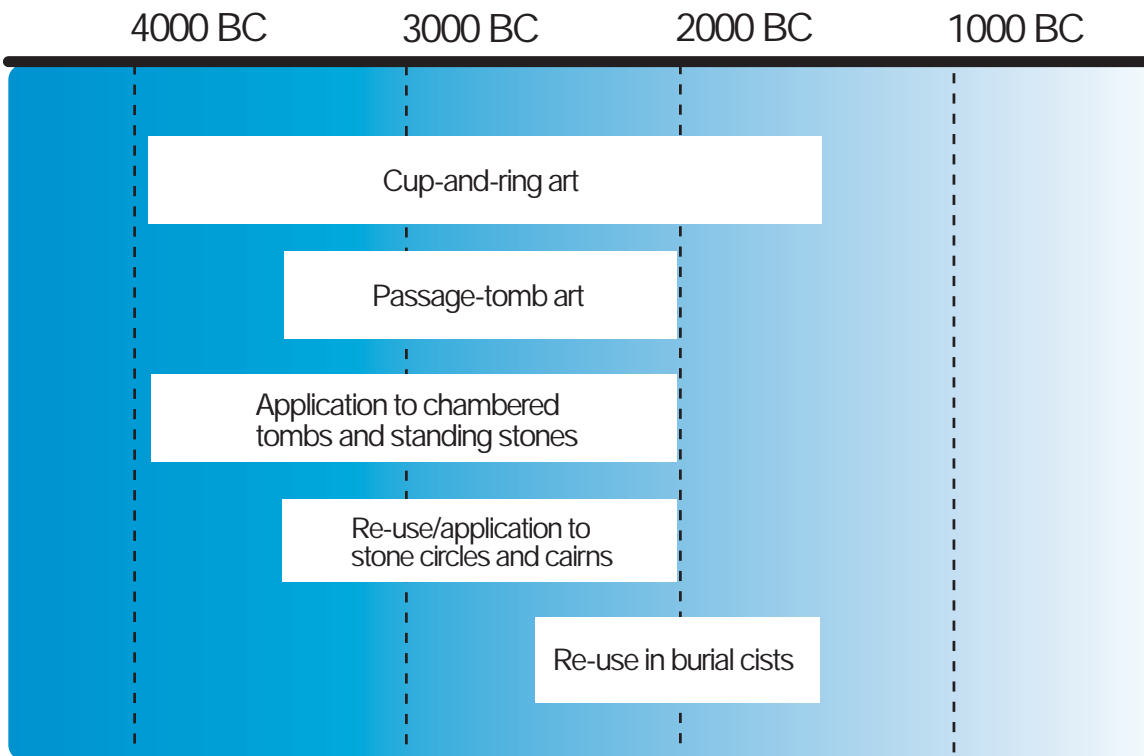 4000 BC 3000 BC 2000 BC 1000 BC
Cup-and-ring art
Passage-tomb art
Application to chambered
tombs and standing stones
Re-use/application to
stone circles and cairns
Re-use in burial cists